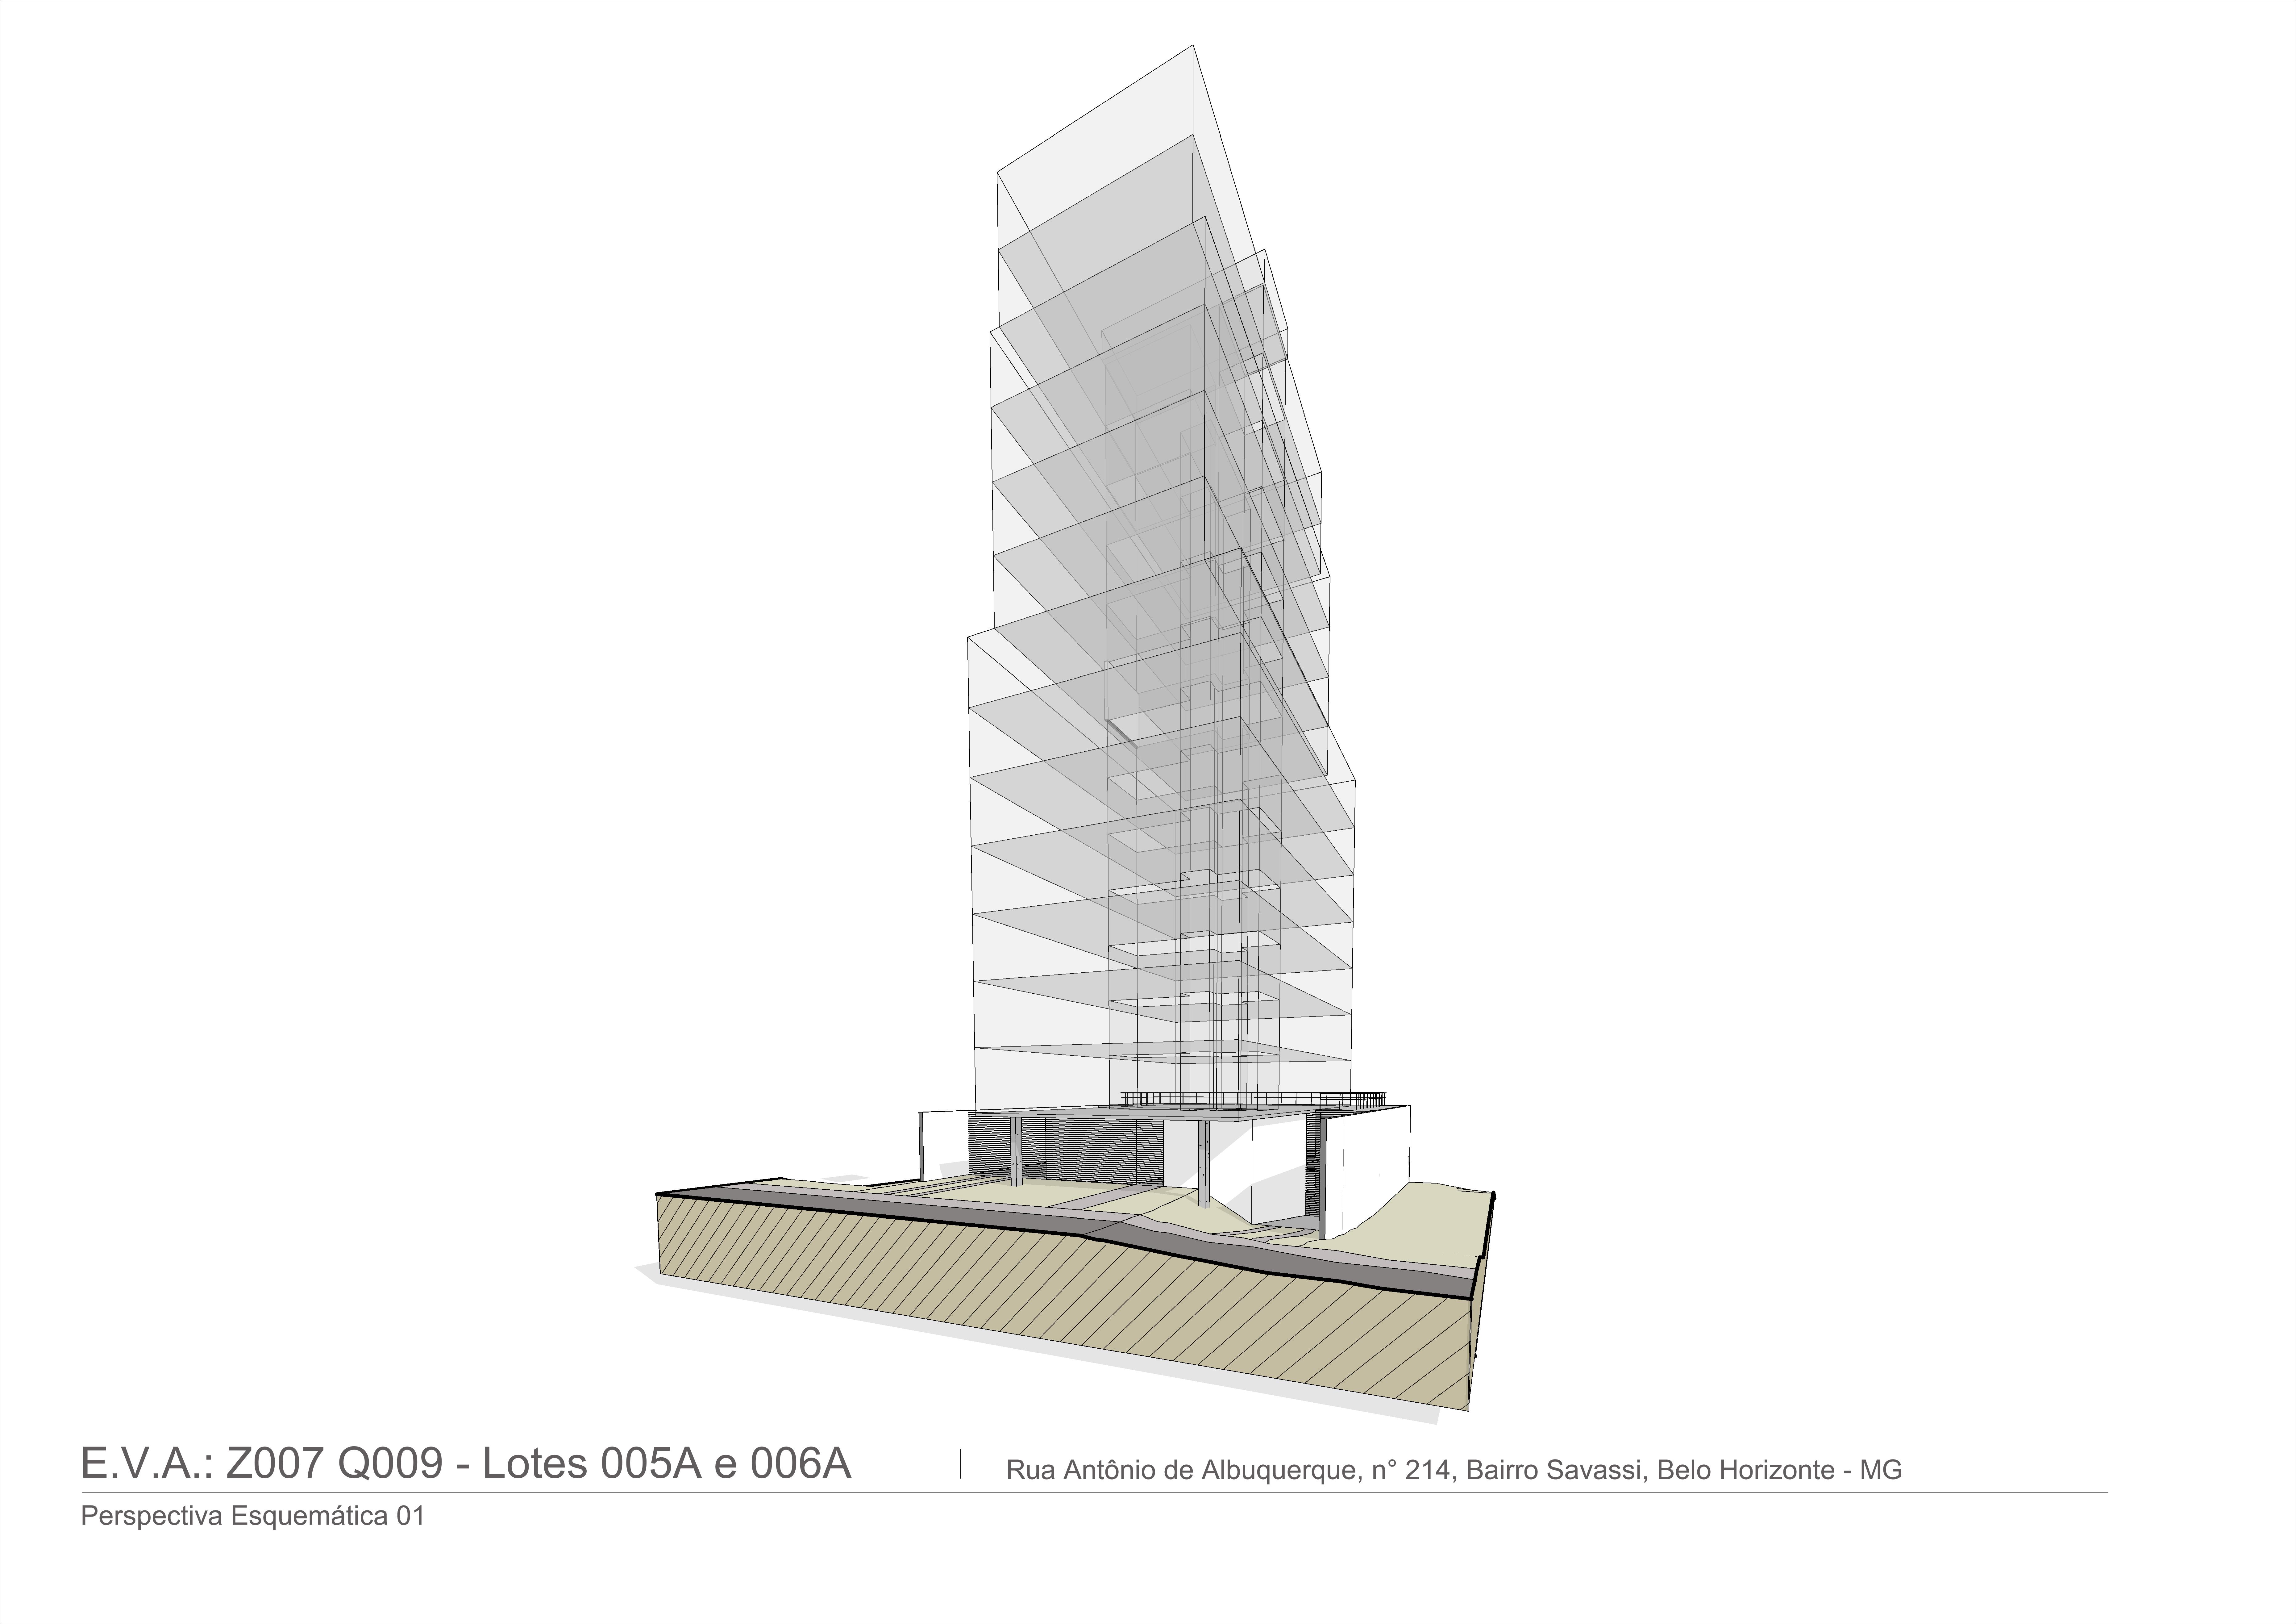 E.V.A.: Z007 Q009 - Lotes 005A e 006A
Rua Antônio de Albuquerque, n° 214, Bairro Savassi, Belo Horizonte - MG
Perspectiva Esquemática 01